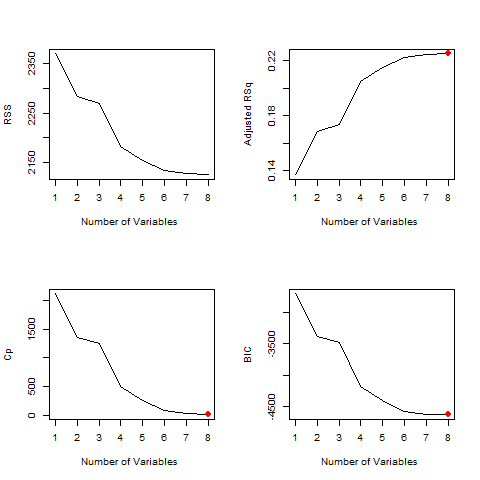 RSS
2150 2250 2350
1 2 3 4 5 6 7 8
Number of Variables
Adjusted RSq
0.14 0.18 0.22
1 2 3 4 5 6 7 8
Number of Variables
Cp
0 500 1500
1 2 3 4 5 6 7 8
Number of Variables
BIC
-4500 -3500
1 2 3 4 5 6 7 8
Number of Variables